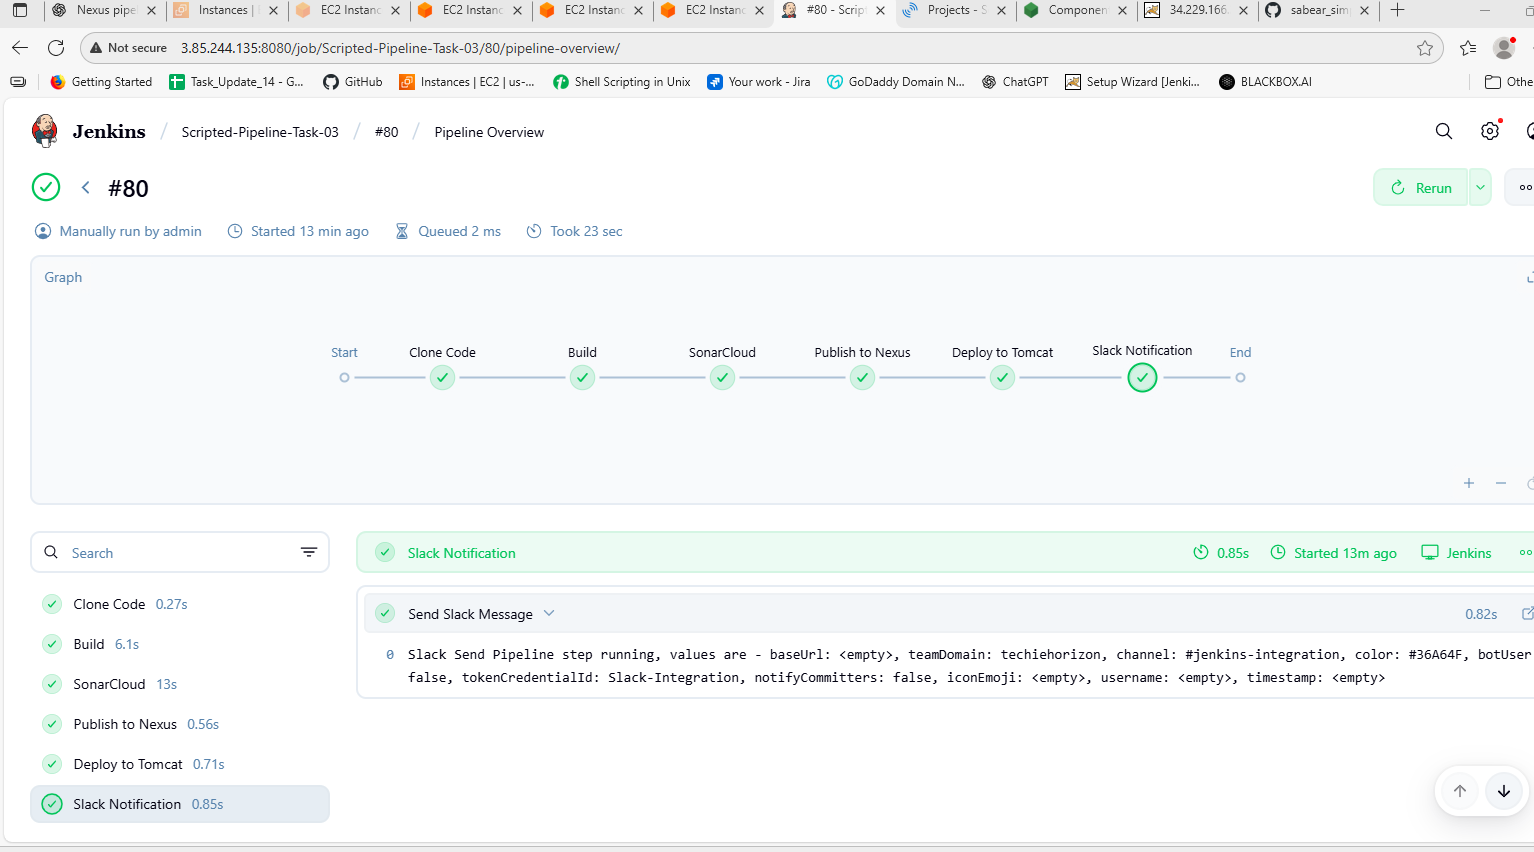 Nexus pipe
Instances |
EC2 Instanc
EC2 Instanc
EC2 Instanc
EC2 Instanc
#80 - Script
Projects - S
Componen
34.229.166.
sabear_sim
Not secure
3.85.244.135:8080/job/Scripted-Pipeline-Task-03/80/pipeline-overview/
Getting Started
Task_Update_14 - G...
GitHub
Instances | EC2 | us-...
Shell Scripting in Unix
Your work - Jira
GoDaddy Domain N...
ChatGPT
Setup Wizard [Jenki...
BLACKBOX.AI
Othe
Jenkins / Scripted-Pipeline-Task-03 / #80 / Pipeline Overview
#80
Rerun
Manually run by admin
Started 13 min ago
Queued 2 ms
Took 23 sec
Graph
Start
Clone Code
Build
SonarCloud
Publish to Nexus
Deploy to Tomcat
Slack Notification
End
Search
Clone Code 0.27s
Build 6.1s
SonarCloud 13s
Publish to Nexus 0.56s
Deploy to Tomcat 0.71s
Slack Notification 0.85s
Slack Notification
0.85s
Started 13m ago
Jenkins
Send Slack Message
0.82s
0 Slack Send Pipeline step running, values are - baseUrl: <empty>, teamDomain: techiehorizon, channel: #jenkins-integration, color: #36A64F, botUser
false, tokenCredentialId: Slack-Integration, notifyCommitters: false, iconEmoji: <empty>, username: <empty>, timestamp: <empty>